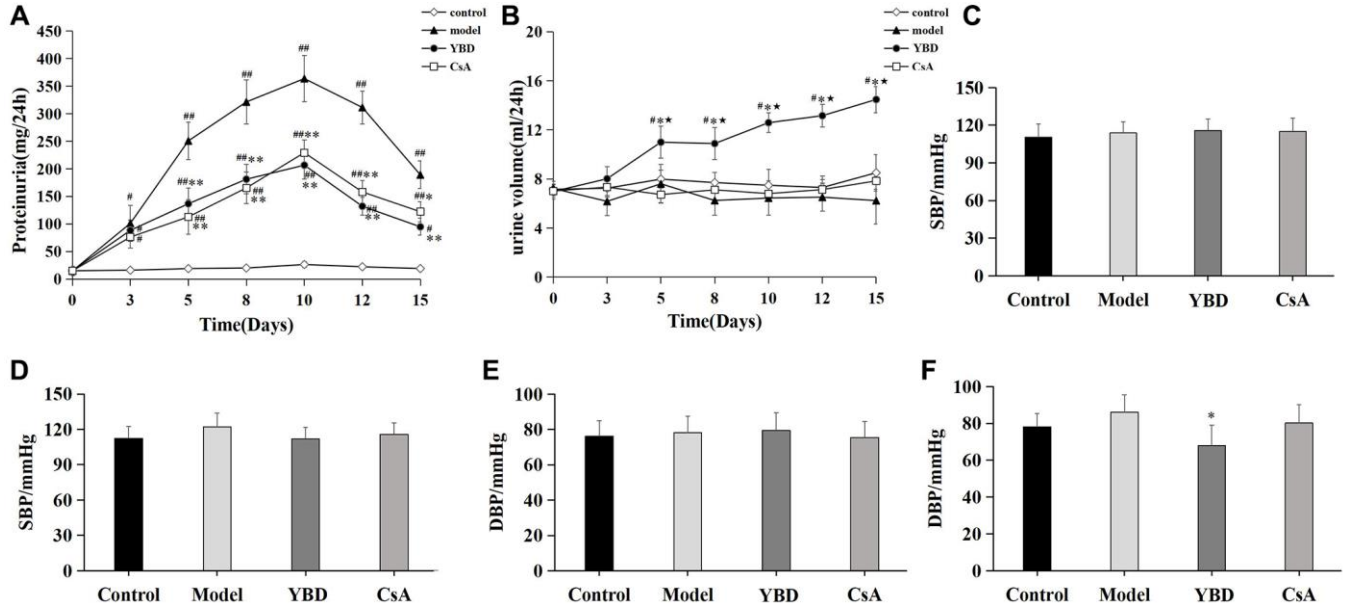 A
Proteinuria(mg/24h)
450
400
350
300
250
200
150
100
50
0
0 3 5 8 10 12 15
Time(Days)
control
model
YBD
CsA
#
##
##
##
##
##
#
#
##**
##
**
##**
##
**
##**
##
**
##**
##
**
##*
#
**
B
urine volume(ml/24h)
20
16
12
8
4
0
0 3 5 8 10 12 15
Time(Days)
control
model
YBD
CsA
#*★
#*★
#*★
#*★
#*★
C
SBP/mmHg
150
120
90
60
30
0
Control Model YBD CsA
D
SBP/mmHg
150
120
90
60
30
0
Control Model YBD CsA
E
DBP/mmHg
100
80
60
40
20
0
Control Model YBD CsA
F
DBP/mmHg
100
80
60
40
20
0
*
Control Model YBD CsA